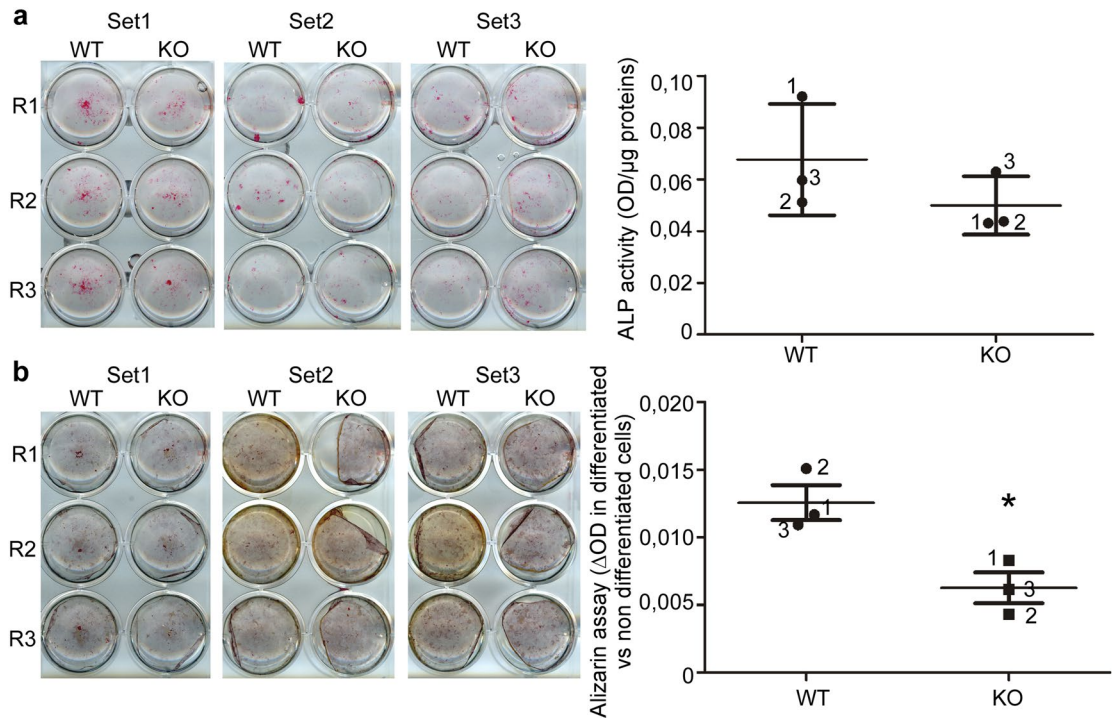 a
Set1 Set2 Set3
WT KO WT KO WT KO
R1
R2
R3
ALP activity (OD/µg proteins)
0,10
0,08
0,06
0,04
0,02
0
1
3
2
3
1 2
WT KO
b
Set1 Set2 Set3
WT KO WT KO WT KO
R1
R2
R3
Alizarin assay (ΔOD in differentiated
vs non differentiated cells)
0,020
0,015
0,010
0,005
0
2
1
3
*
1
3
2
WT KO